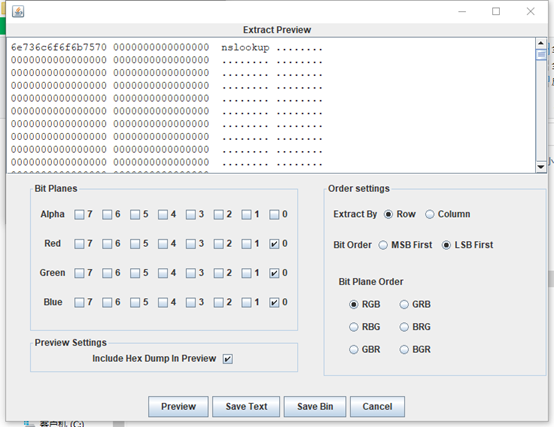 Extract Preview
6e736c6f6f6b7570 0000000000000000 nslookup ........
0000000000000000 0000000000000000 ........ ........
0000000000000000 0000000000000000 ........ ........
0000000000000000 0000000000000000 ........ ........
0000000000000000 0000000000000000 ........ ........
0000000000000000 0000000000000000 ........ ........
0000000000000000 0000000000000000 ........ ........
0000000000000000 0000000000000000 ........ ........
0000000000000000 0000000000000000 ........ ........
Bit Planes
Alpha 7 6 5 4 3 2 1 0
Red 7 6 5 4 3 2 1 0
Green 7 6 5 4 3 2 1 0
Blue 7 6 5 4 3 2 1 0
Preview Settings
Include Hex Dump In Preview
Order settings
Extract By Row Column
Bit Order MSB First LSB First
Bit Plane Order
RGB GRB
RBG BRG
GBR BGR
Preview Save Text Save Bin Cancel
(C:)